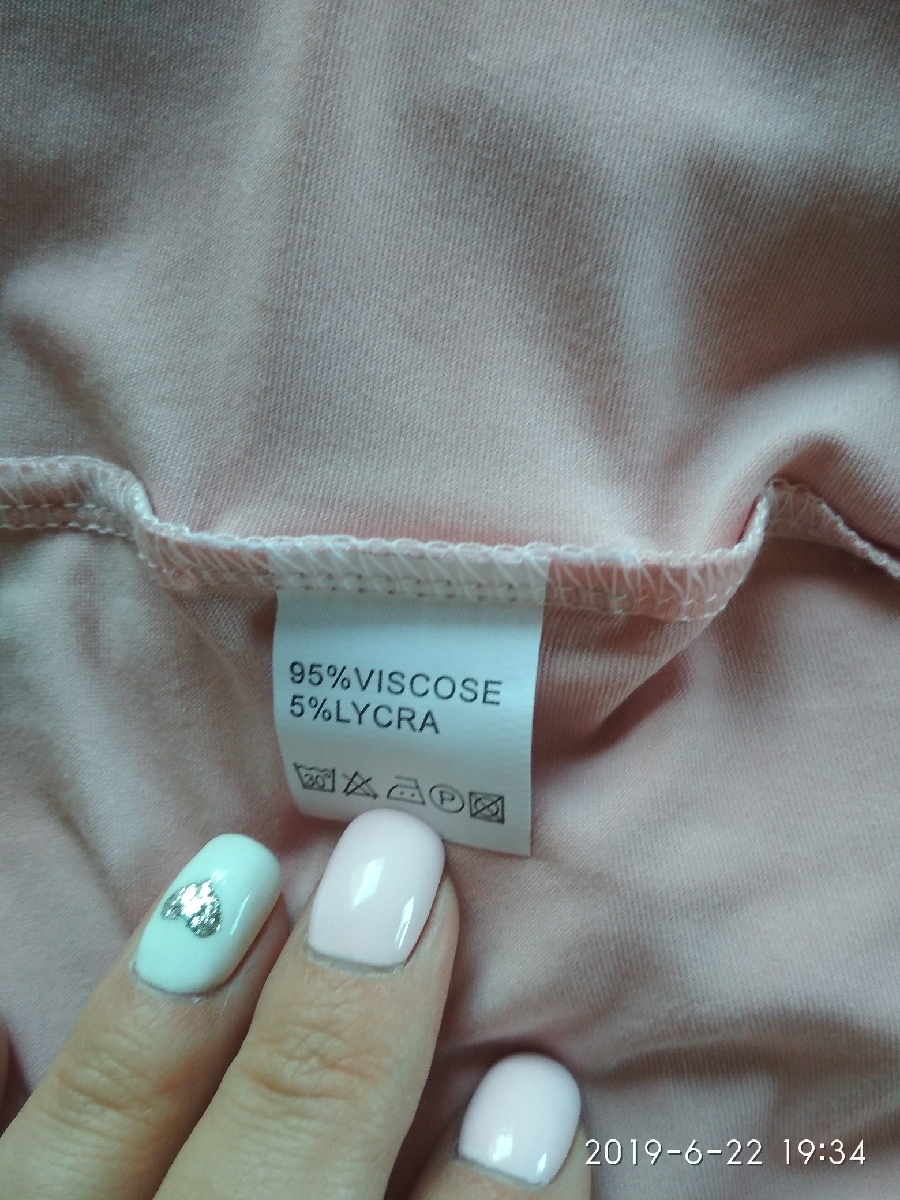 95%VISCOSE
5%LYCRA
30°
P
2019-6-22 19:34